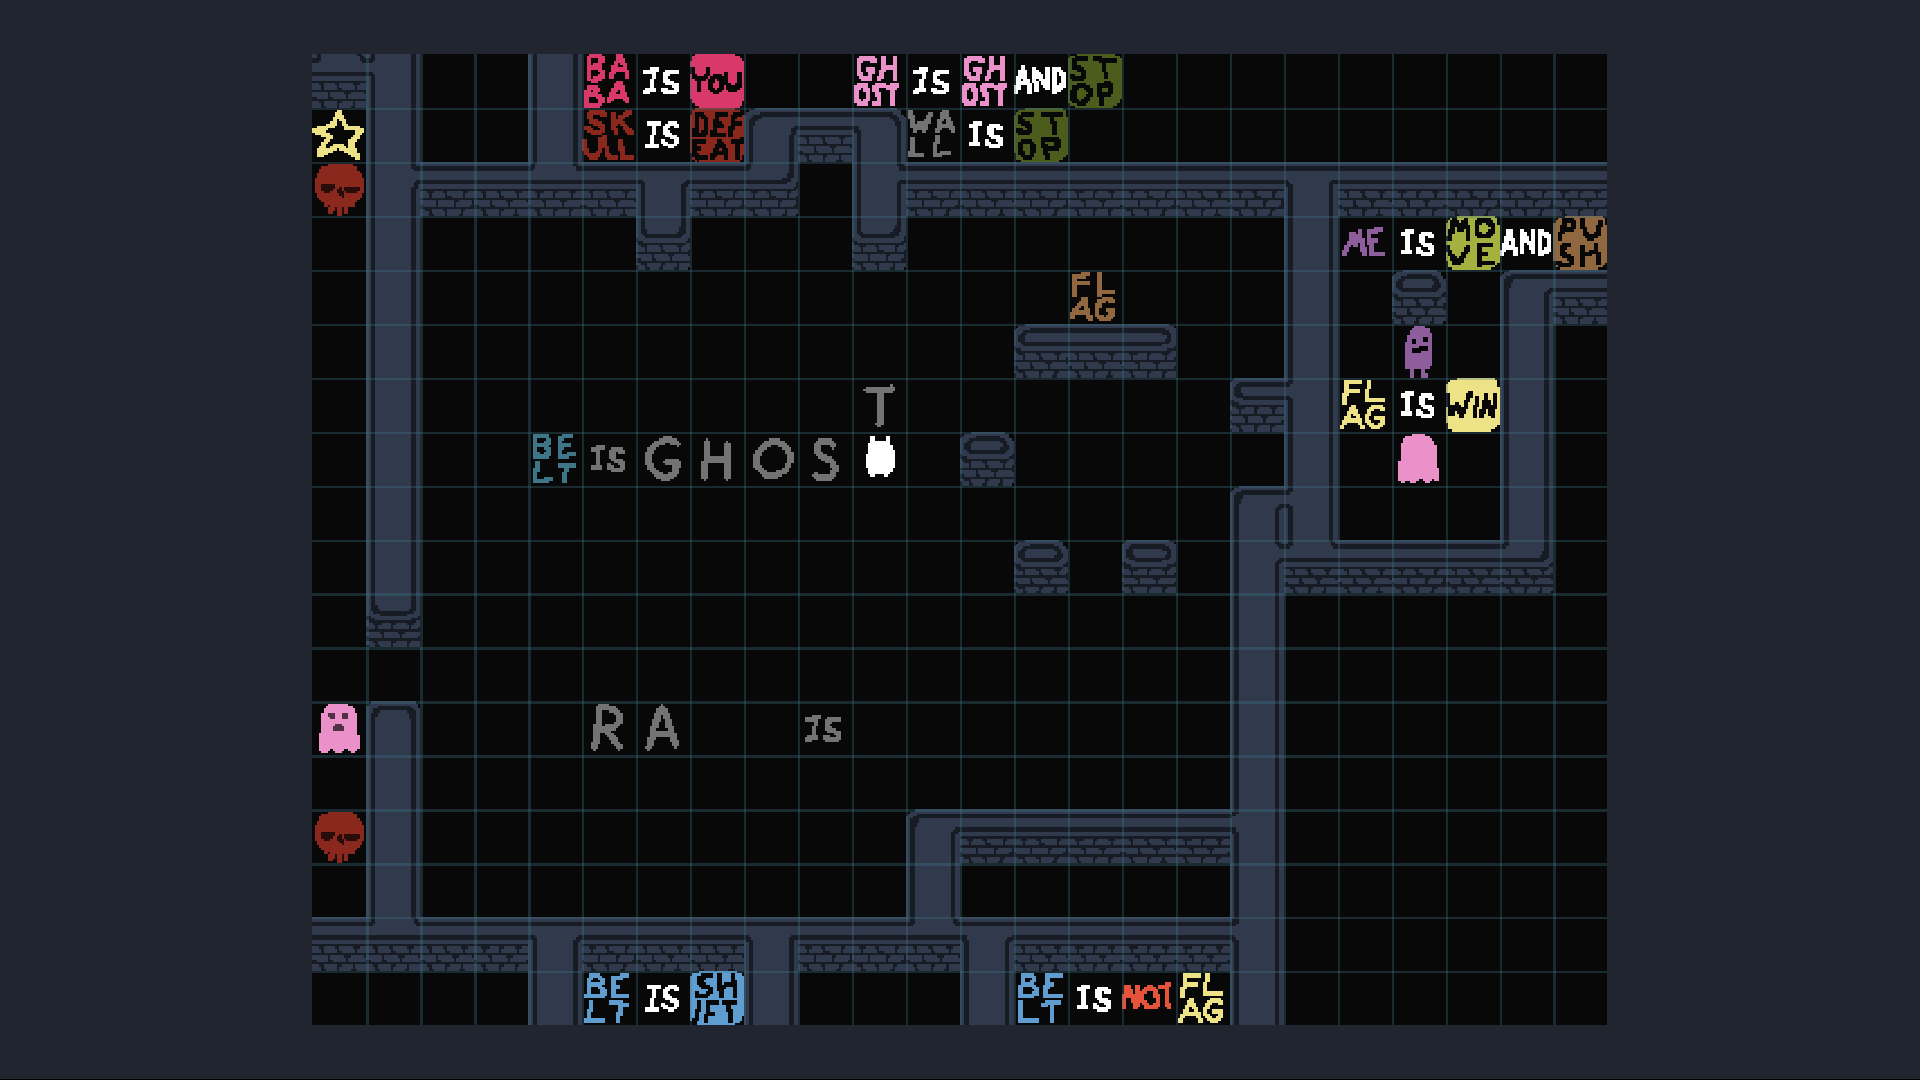 BABA IS YOU GHOST IS GHOST AND STOP
SKULL IS DEFEAT WALL IS STOP
ME IS MOVE AND PUSH
FLAG
T FLAG IS WIN
BELT IS GHOS
RA IS
BELT IS SHIFT BELT IS NOT FLAG